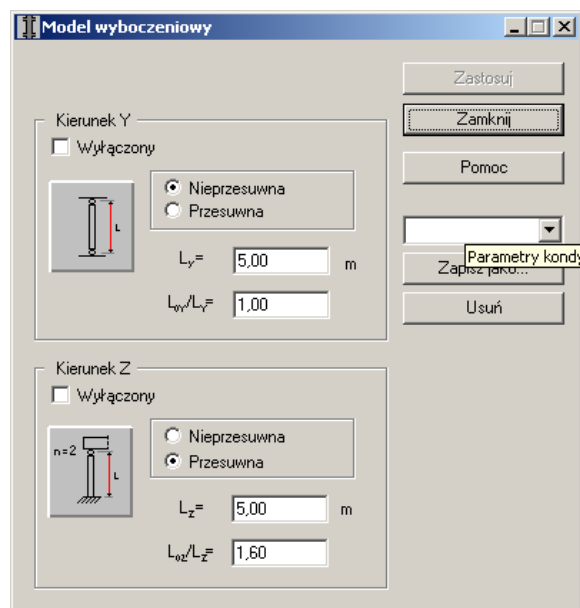 Model wyboczeniowy
Zastosuj
Zamknij
Pomoc
Parametry kondy
Zapisz jako...
Usuń
Kierunek Y
Wyłączony
L
Nieprzesuwna
Przesuwna
Ly= 5,00 m
L0Y/LY= 1,00
Kierunek Z
Wyłączony
n=2
L
Nieprzesuwna
Przesuwna
Lz= 5,00 m
L0Z/LZ= 1,60